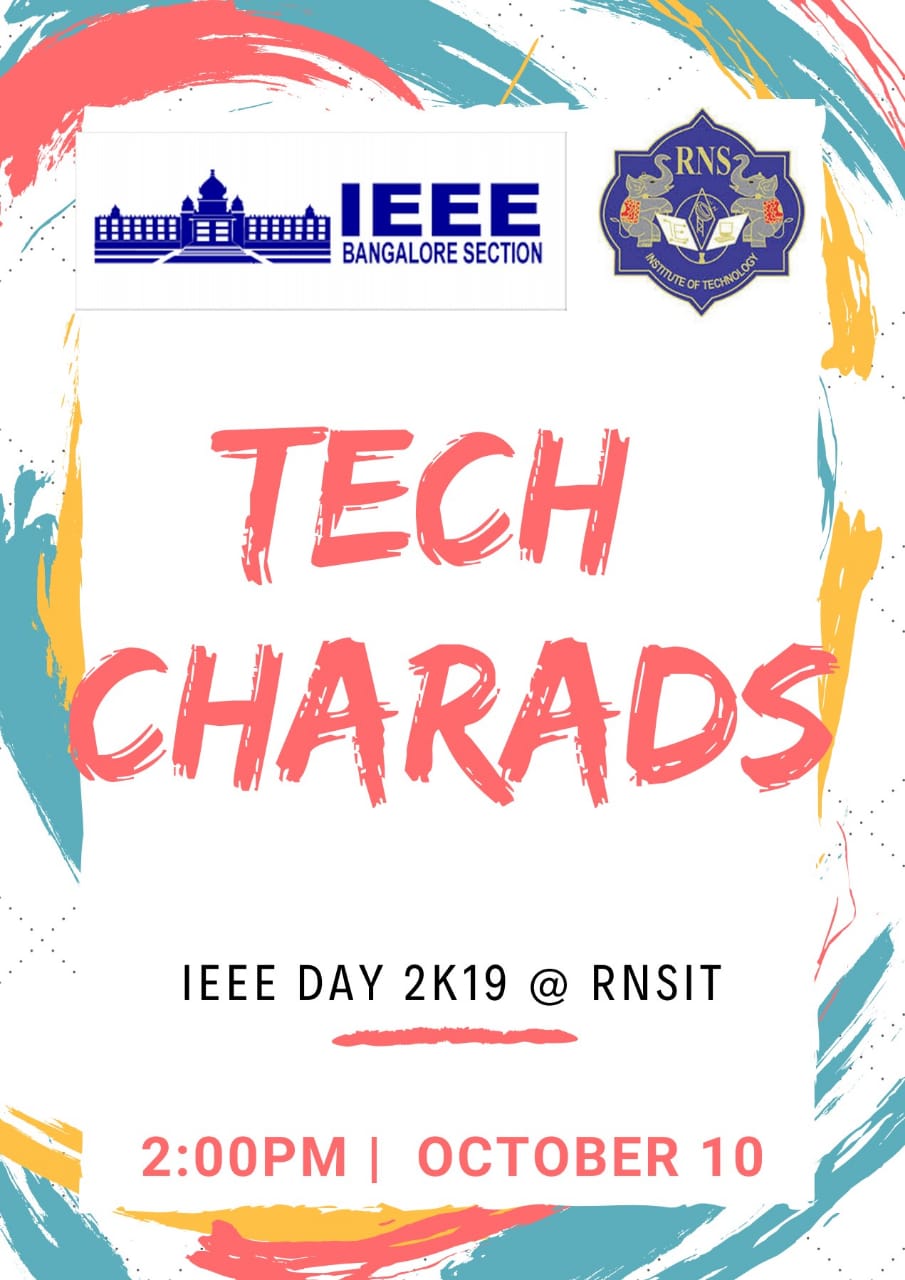 IEEE
BANGALORE SECTION
RNS
INSTITUTE OF TECHNOLOGY
TECH
CHARADS
IEEE DAY 2K19 @ RNSIT
2:00PM | OCTOBER 10